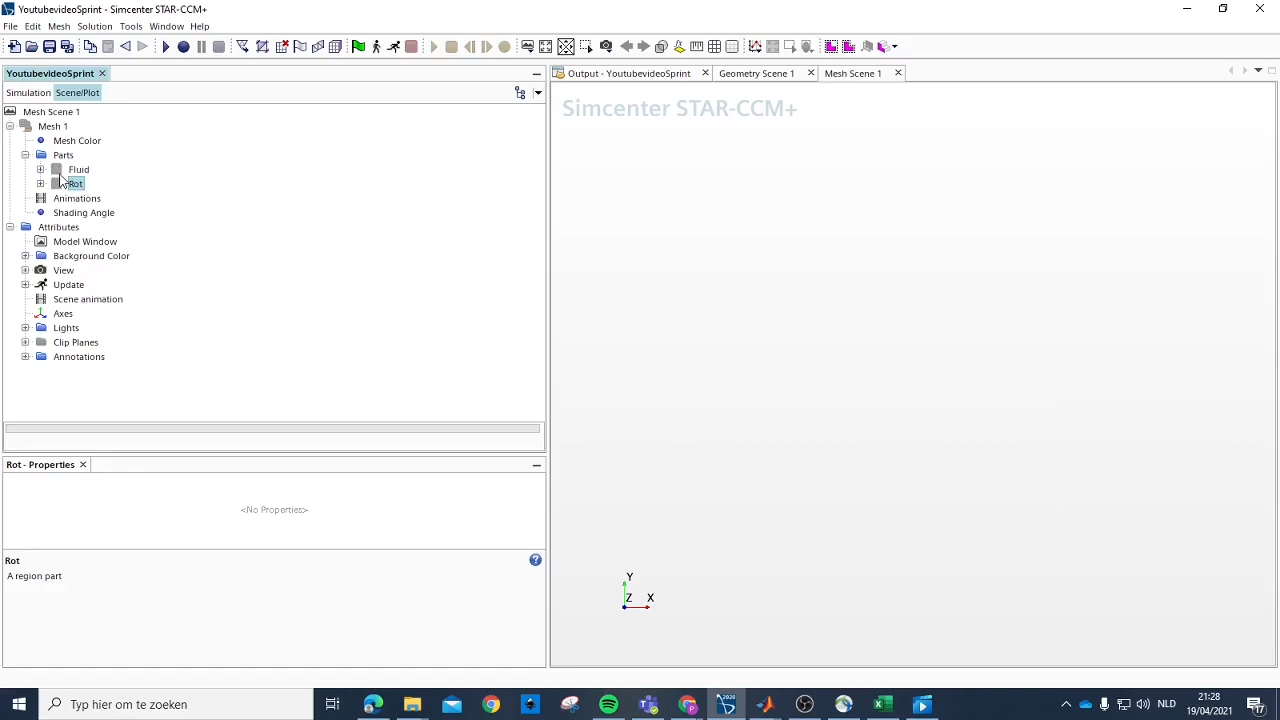 YoutubevideoSprint - Simcenter STAR-CCM+
File Edit Mesh Solution Tools Window Help
YoutubevideoSprint
Output - YoutubevideoSprint
Geometry Scene 1
Mesh Scene 1
Simulation Scene/Plot
Simcenter STAR-CCM+
Mesh Scene 1
Mesh 1
Mesh Color
Parts
Fluid
Rot
Animations
Shading Angle
Attributes
Model Window
Background Color
View
Update
Scene animation
Axes
Lights
Clip Planes
Annotations
Rot - Properties
<No Properties>
Rot
A region part
Y
Z X
Typ hier om te zoeken
2020
NLD
21:28
19/04/2021
17